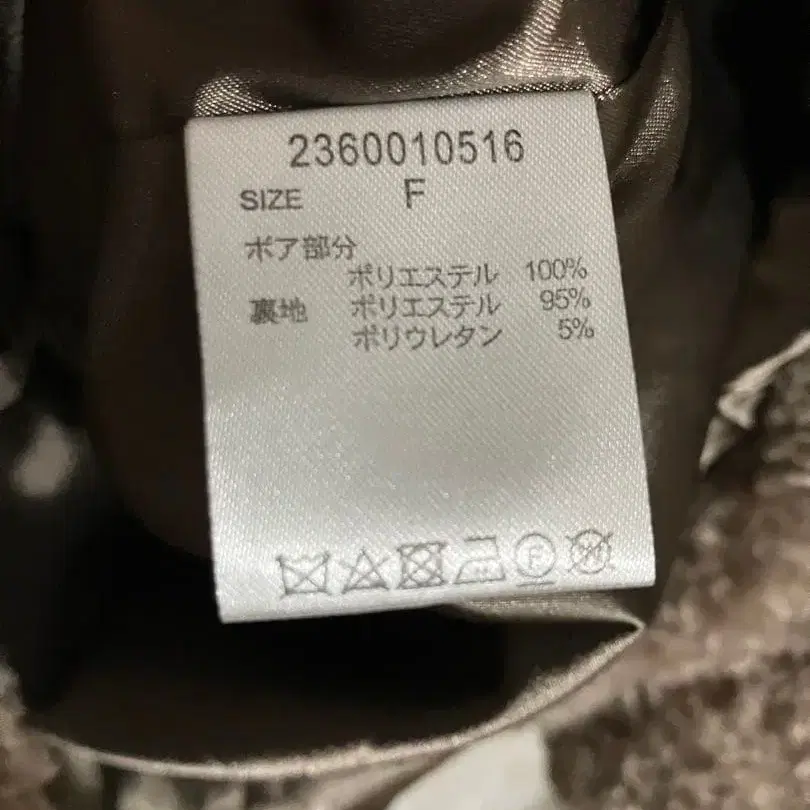 2360010516
SIZE F
ボア部分
ポリエステル 100%
裏地 ポリエステル 95%
ポリウレタン 5%
F
W